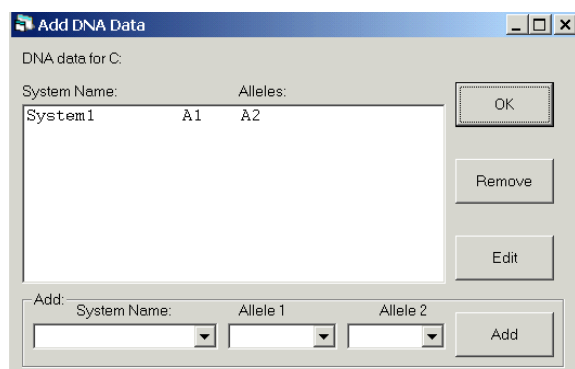 Add DNA Data
DNA data for C:
System Name: Alleles:
System1 A1 A2
OK
Remove
Edit
Add:
System Name: Allele 1 Allele 2
Add